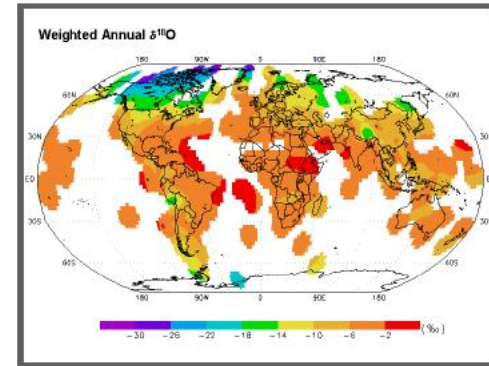 Weighted Annual δ¹⁸O
180 90W 0 90E 180
60N 60N
30N 30N
EQ EQ
30S 30S
60S 60S
180 90W 0 90E 180
-30 -26 -22 -18 -14 -10 -6 -2 (‰)